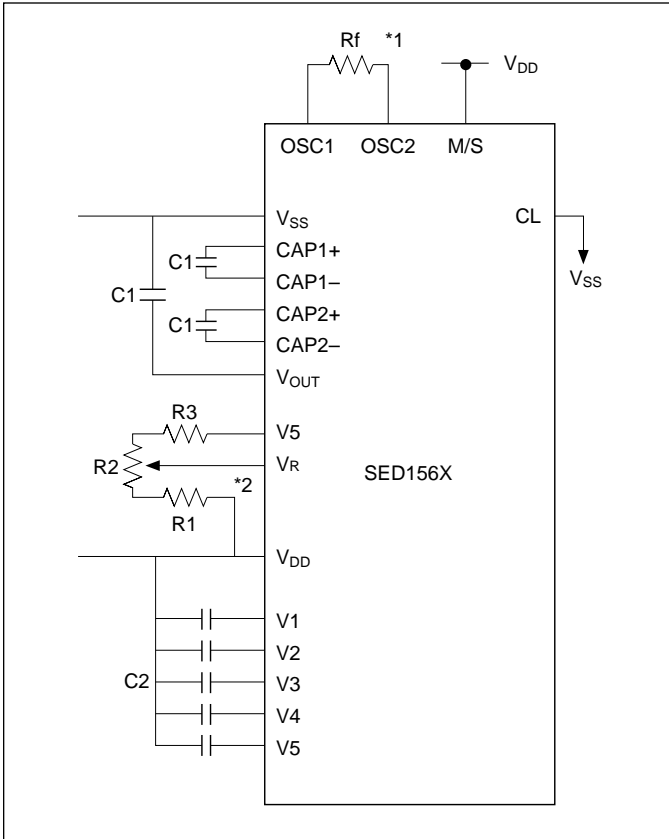 Rf *1
VDD
OSC1 OSC2 M/S
VSS
CL
CAP1+
C1
CAP1–
VSS
C1
CAP2+
C1
CAP2–
VOUT
R3
V5
R2
VR
SED156X
*2
R1
VDD
V1
V2
C2
V3
V4
V5